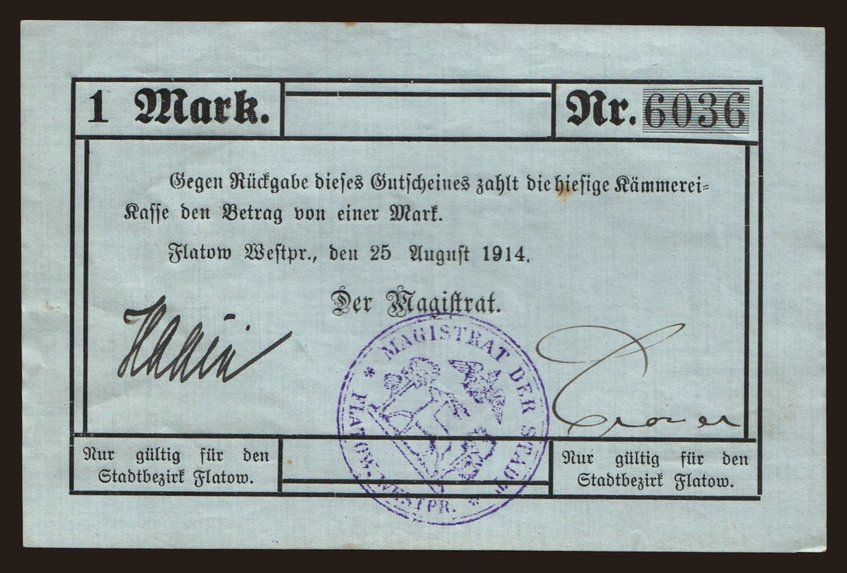 1 Mark.
Nr. 6036
Gegen Rückgabe dieses Gutscheines zahlt die hiesige Kämmerei=
Kasse den Betrag von einer Mark.
Flatow Westpr., den 25 August 1914.
Der Magistrat.
* MAGISTRAT DER STADT * FLATOW-WESTPR.
Nur gültig für den
Stadtbezirk Flatow.
Nur gültig für den
Stadtbezirk Flatow.